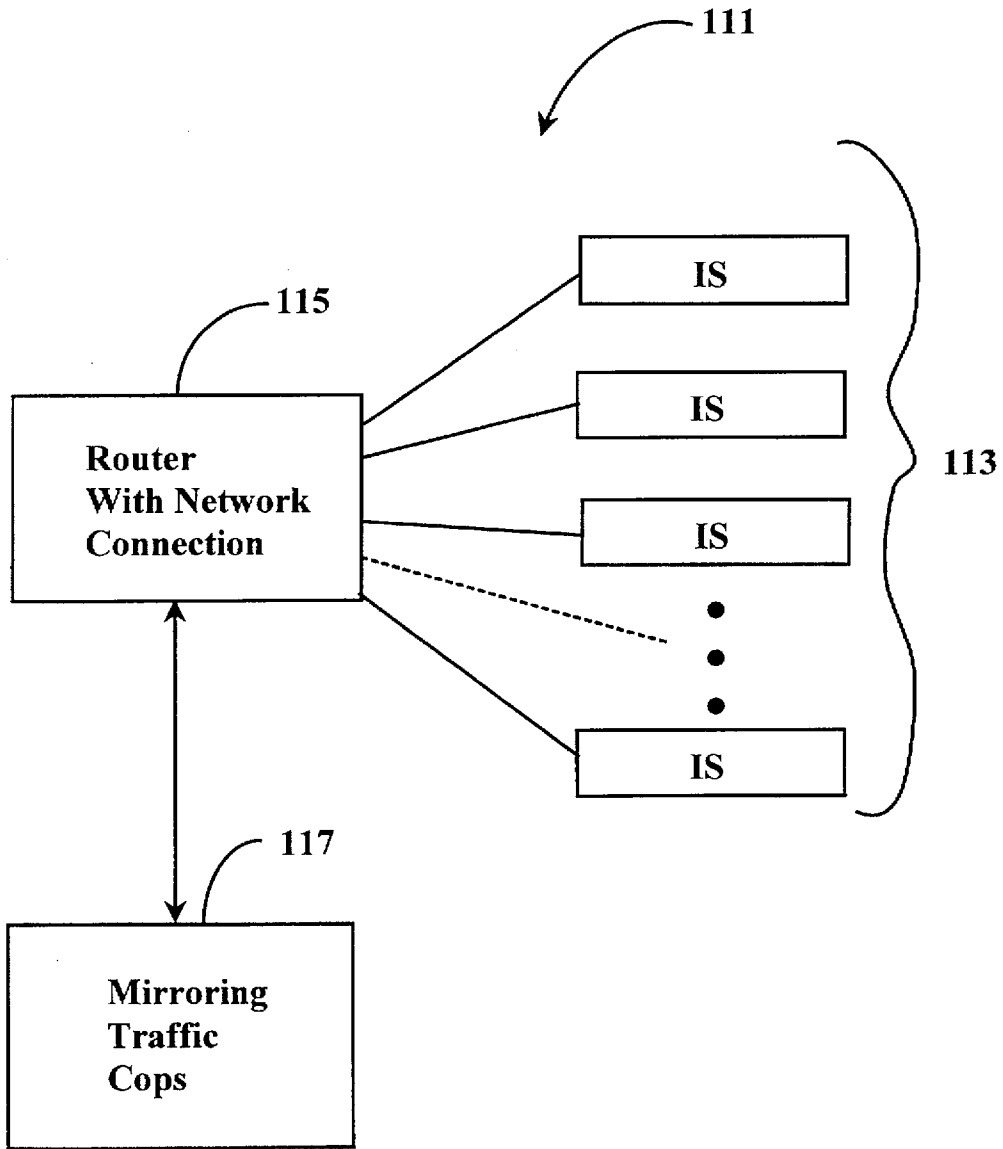 111
IS
115
IS
Router
With Network
Connection
113
IS
IS
117
Mirroring
Traffic
Cops